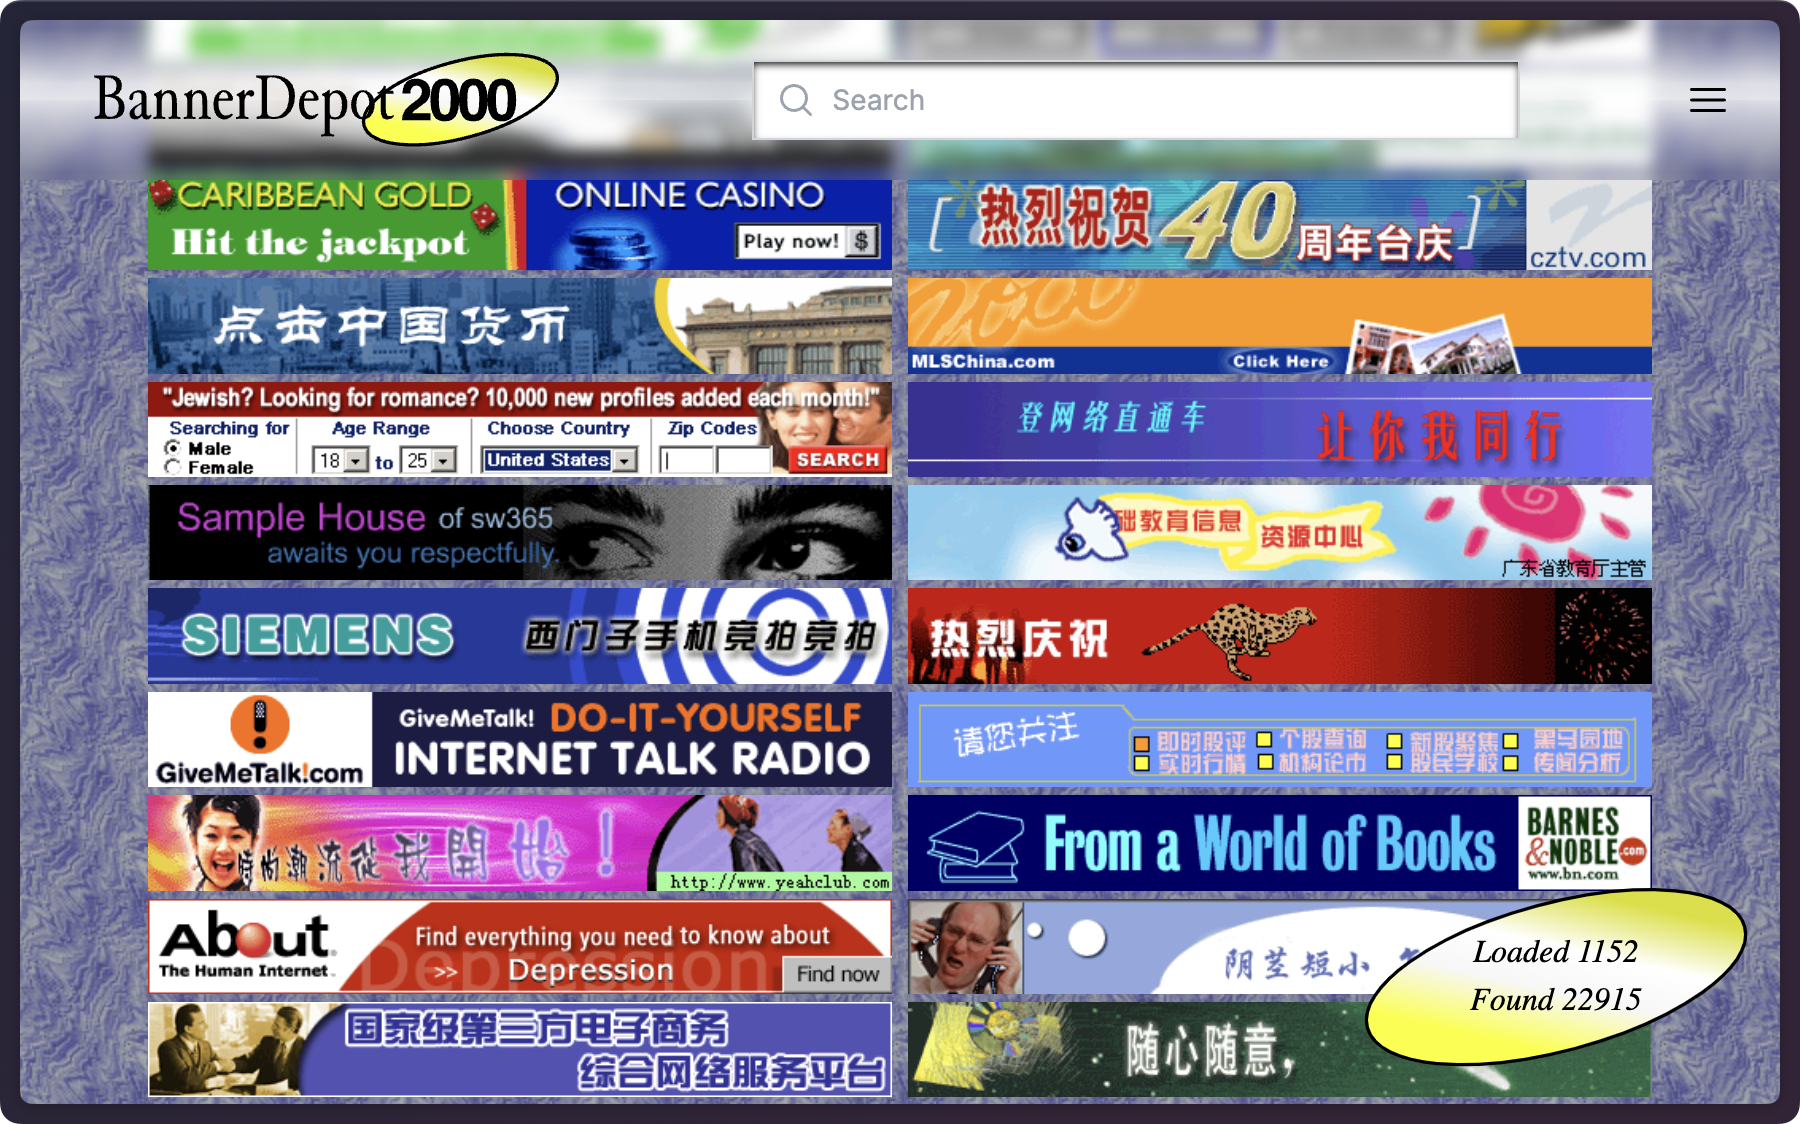 BannerDepot 2000
Search
CARIBBEAN GOLD
Hit the jackpot
ONLINE CASINO
Play now! $
热烈祝贺40周年台庆
cztv.com
点击中国货币
2000
MLSChina.com
Click Here
"Jewish? Looking for romance? 10,000 new profiles added each month!"
Searching for
Age Range
Choose Country
Zip Codes
Male
Female
18 to 25
United States
SEARCH
登网络直通车
让你我同行
Sample House of sw365
awaits you respectfully.
础教育信息
资源中心
广东省教育厅主管
SIEMENS
西门子手机竞拍竞拍
热烈庆祝
GiveMeTalk!com
GiveMeTalk! DO-IT-YOURSELF
INTERNET TALK RADIO
请您关注
即时股评 个股查询 新股聚焦 黑马园地
实时行情 机构论市 股民学校 传闻分析
時尚潮流從我開始！
http://www.yeahclub.com
From a World of Books
BARNES
&NOBLE.com
www.bn.com
About
The Human Internet.
Find everything you need to know about
Depression
>> Depression
Find now
阴茎短小
Loaded 1152
Found 22915
国家级第三方电子商务
综合网络服务平台
随心随意，